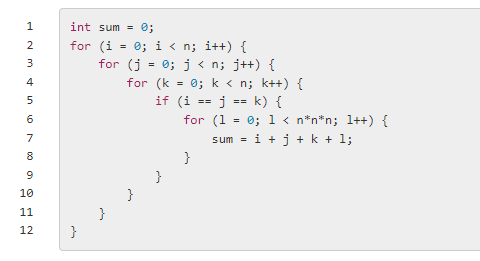 1 int sum = 0;
2 for (i = 0; i < n; i++) {
3     for (j = 0; j < n; j++) {
4         for (k = 0; k < n; k++) {
5             if (i == j == k) {
6                 for (l = 0; l < n*n*n; l++) {
7                     sum = i + j + k + l;
8                 }
9             }
10         }
11     }
12 }